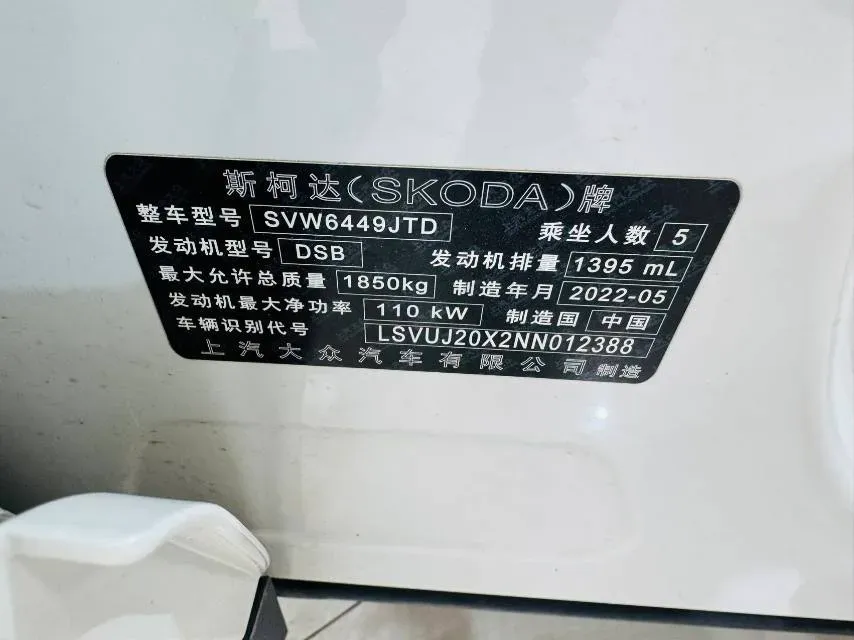 斯柯达(SKODA)牌
整车型号 SVW6449JTD 乘坐人数 5
发动机型号 DSB 发动机排量 1395 mL
最大允许总质量 1850kg 制造年月 2022-05
发动机最大净功率 110 kW 制造国 中国
车辆识别代号 LSVUJ20X2NN012388
上汽大众汽车有限公司制造